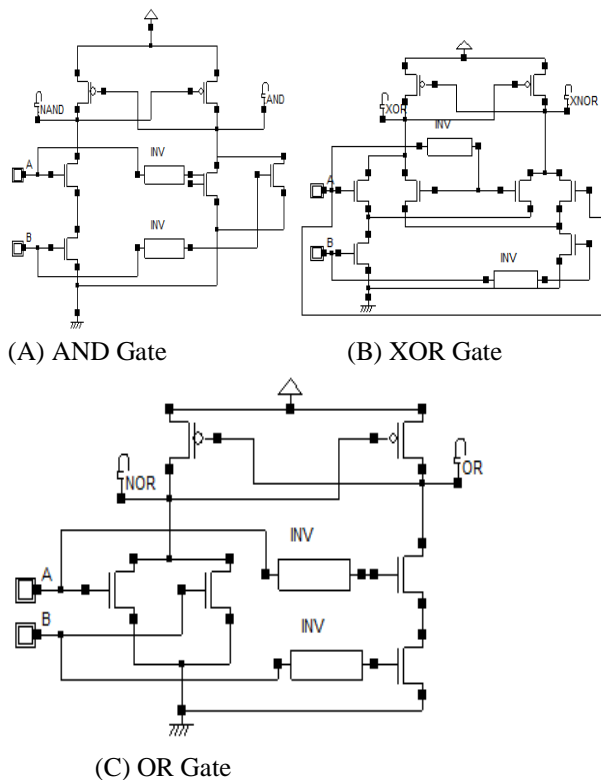 NAND
AND
A
INV
B
INV
XOR
XNOR
INV
A
B
INV
(A) AND Gate
(B) XOR Gate
NOR
OR
INV
A
B
INV
(C) OR Gate